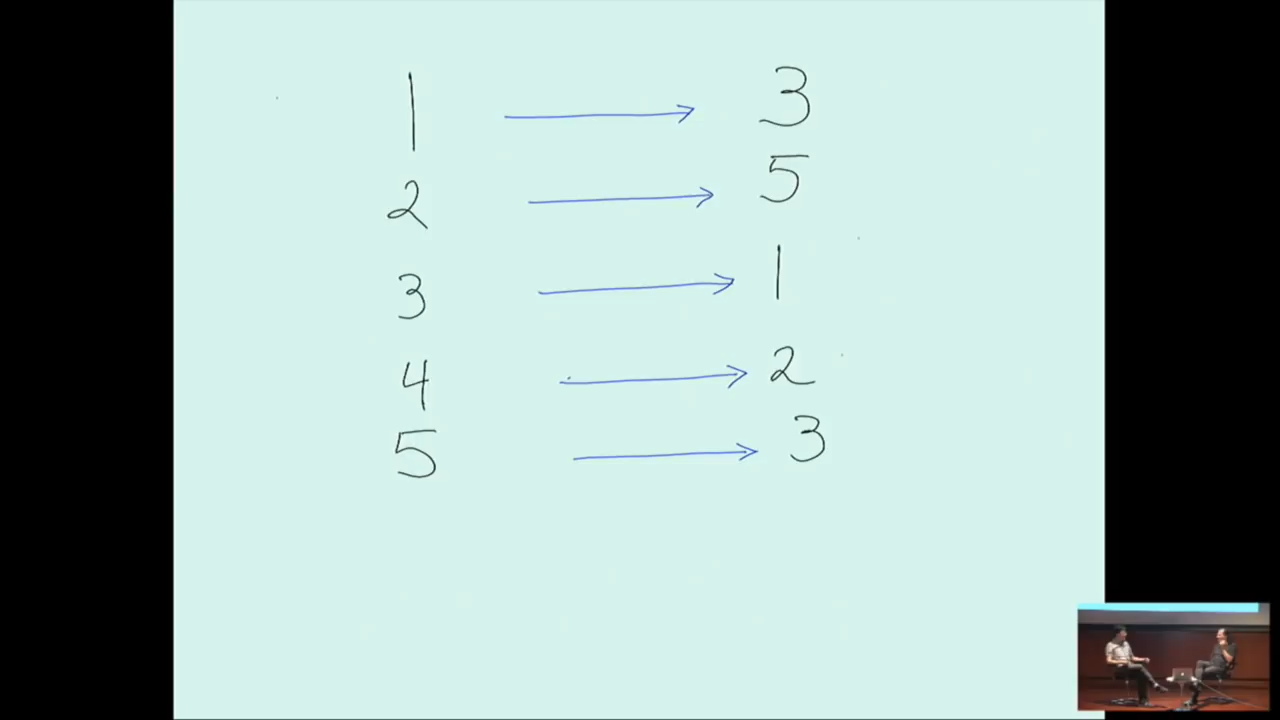 1 → 3
2 → 5
3 → 1
4 → 2
5 → 3